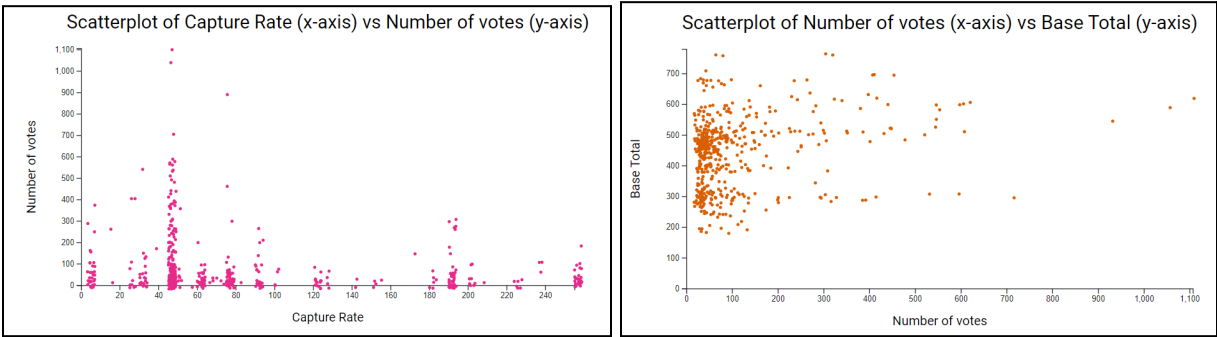 Scatterplot of Capture Rate (x-axis) vs Number of votes (y-axis)
1,100
1,000
900
800
700
600
500
400
300
200
100
0
Number of votes
0 20 40 60 80 100 120 140 160 180 200 220 240
Capture Rate
Scatterplot of Number of votes (x-axis) vs Base Total (y-axis)
700
600
500
400
300
200
100
0
Base Total
0 100 200 300 400 500 600 700 800 900 1,000 1,100
Number of votes